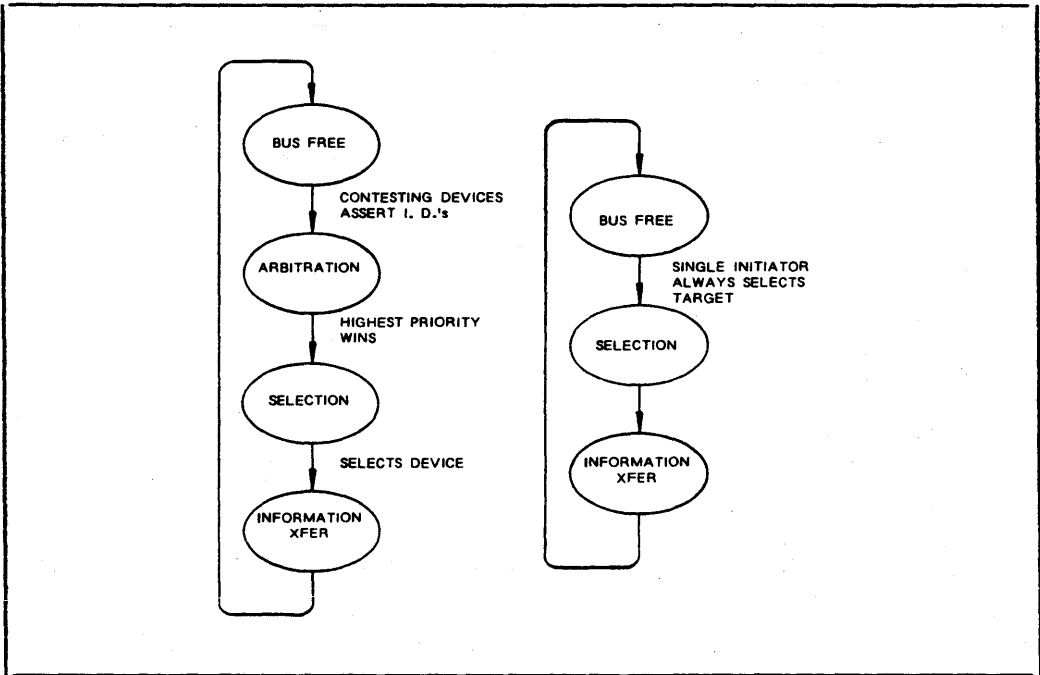 BUS FREE
CONTESTING DEVICES
ASSERT I. D.'s
ARBITRATION
HIGHEST PRIORITY
WINS
SELECTION
SELECTS DEVICE
INFORMATION
XFER
BUS FREE
SINGLE INITIATOR
ALWAYS SELECTS
TARGET
SELECTION
INFORMATION
XFER